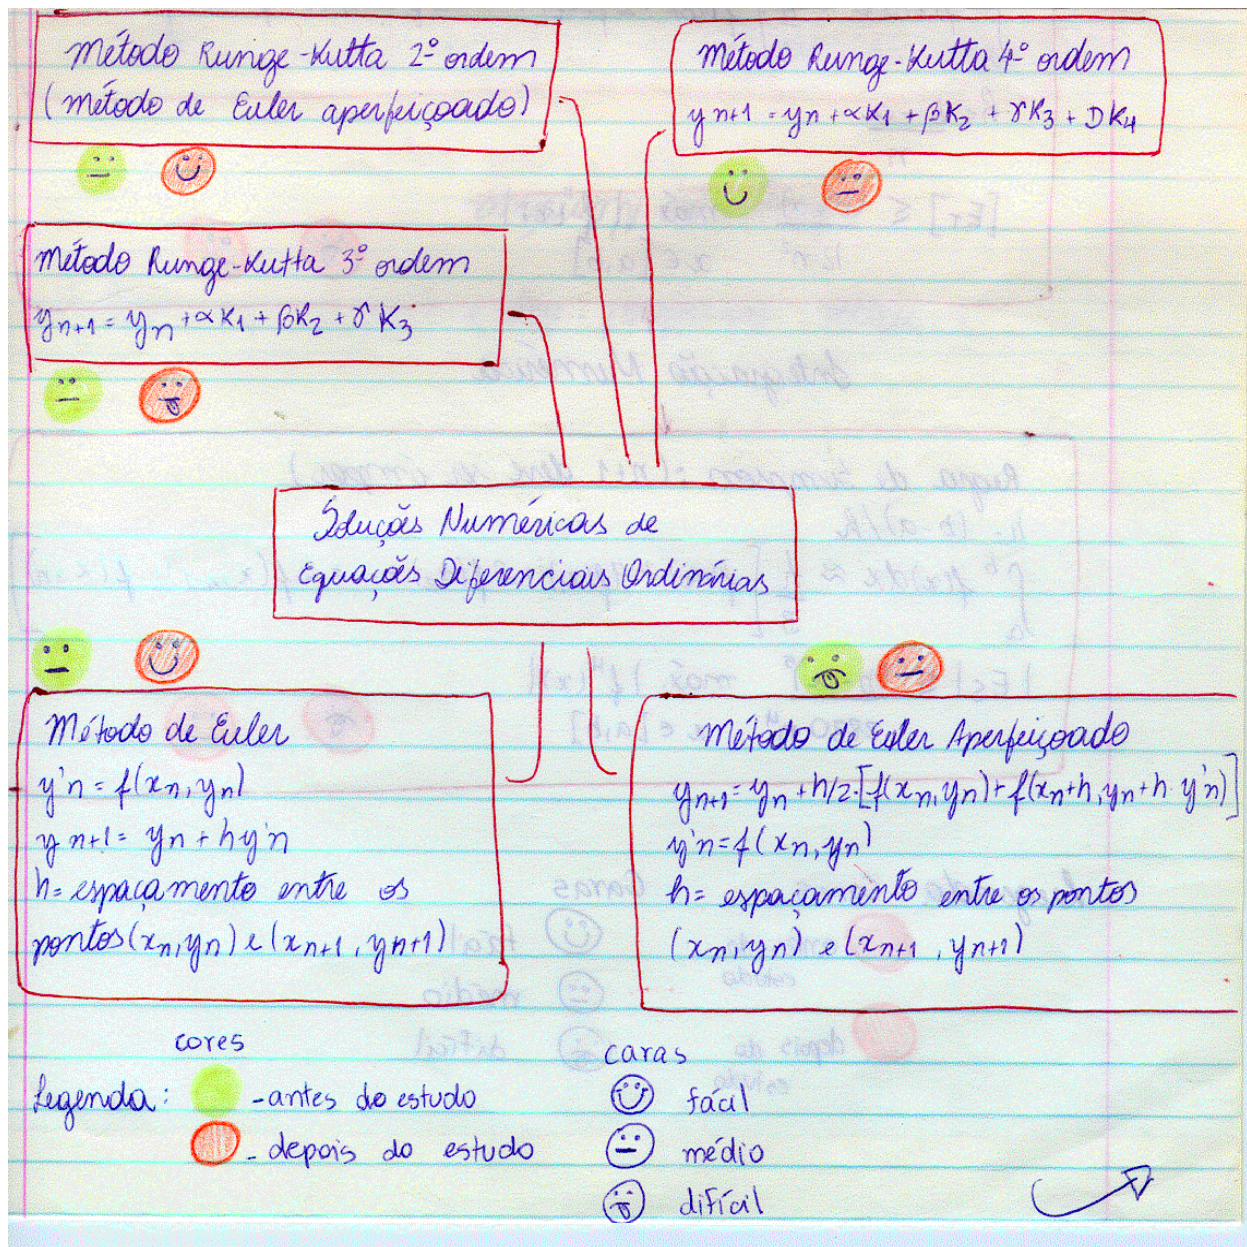 Método Runge-Kutta 2º ordem
(método de Euler aperfeiçoado)
Método Runge-Kutta 4º ordem
yn+1 = yn + αK1 + βK2 + γK3 + DK4
Método Runge-Kutta 3º ordem
yn+1 = yn + αK1 + βK2 + γK3
Soluções Numéricas de
Equações Diferenciais Ordinárias
Método de Euler
y'n = f(xn, yn)
yn+1 = yn + hy'n
h = espaçamento entre os
pontos (xn, yn) e (xn+1, yn+1)
Método de Euler Aperfeiçoado
yn+1 = yn + h/2·[f(xn, yn) + f(xn+h, yn+h·y'n)]
y'n = f(xn, yn)
h = espaçamento entre os pontos
(xn, yn) e (xn+1, yn+1)
cores
Legenda:
- antes do estudo
- depois do estudo
caras
fácil
médio
difícil